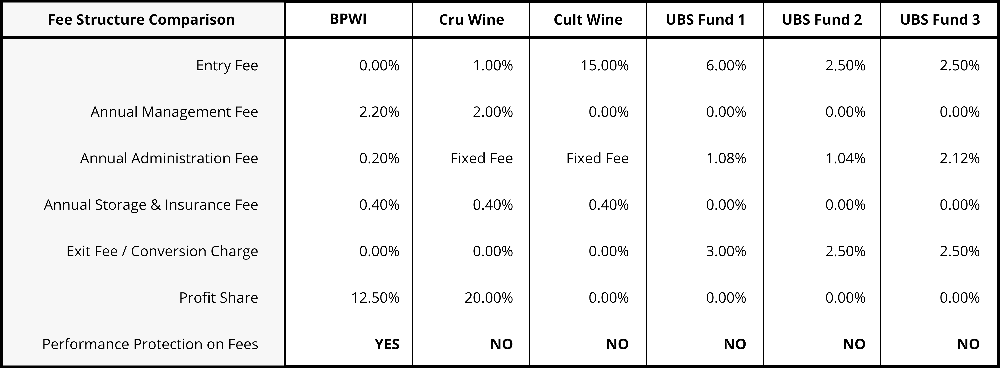 Fee Structure Comparison BPWI Cru Wine Cult Wine UBS Fund 1 UBS Fund 2 UBS Fund 3
Entry Fee 0.00% 1.00% 15.00% 6.00% 2.50% 2.50%
Annual Management Fee 2.20% 2.00% 0.00% 0.00% 0.00% 0.00%
Annual Administration Fee 0.20% Fixed Fee Fixed Fee 1.08% 1.04% 2.12%
Annual Storage & Insurance Fee 0.40% 0.40% 0.40% 0.00% 0.00% 0.00%
Exit Fee / Conversion Charge 0.00% 0.00% 0.00% 3.00% 2.50% 2.50%
Profit Share 12.50% 20.00% 0.00% 0.00% 0.00% 0.00%
Performance Protection on Fees YES NO NO NO NO NO